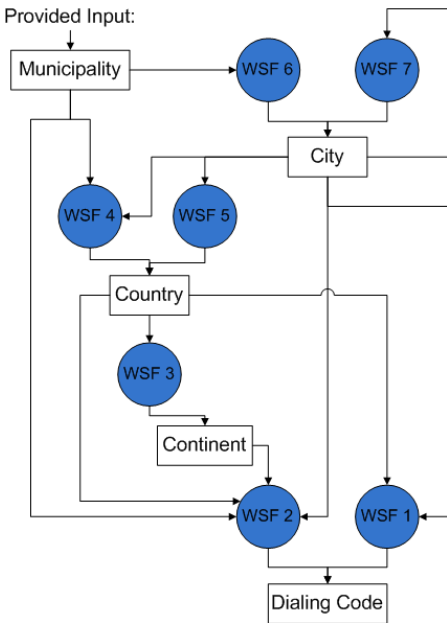 Provided Input:
Municipality
WSF 6
WSF 7
City
WSF 4
WSF 5
Country
WSF 3
Continent
WSF 2
WSF 1
Dialing Code